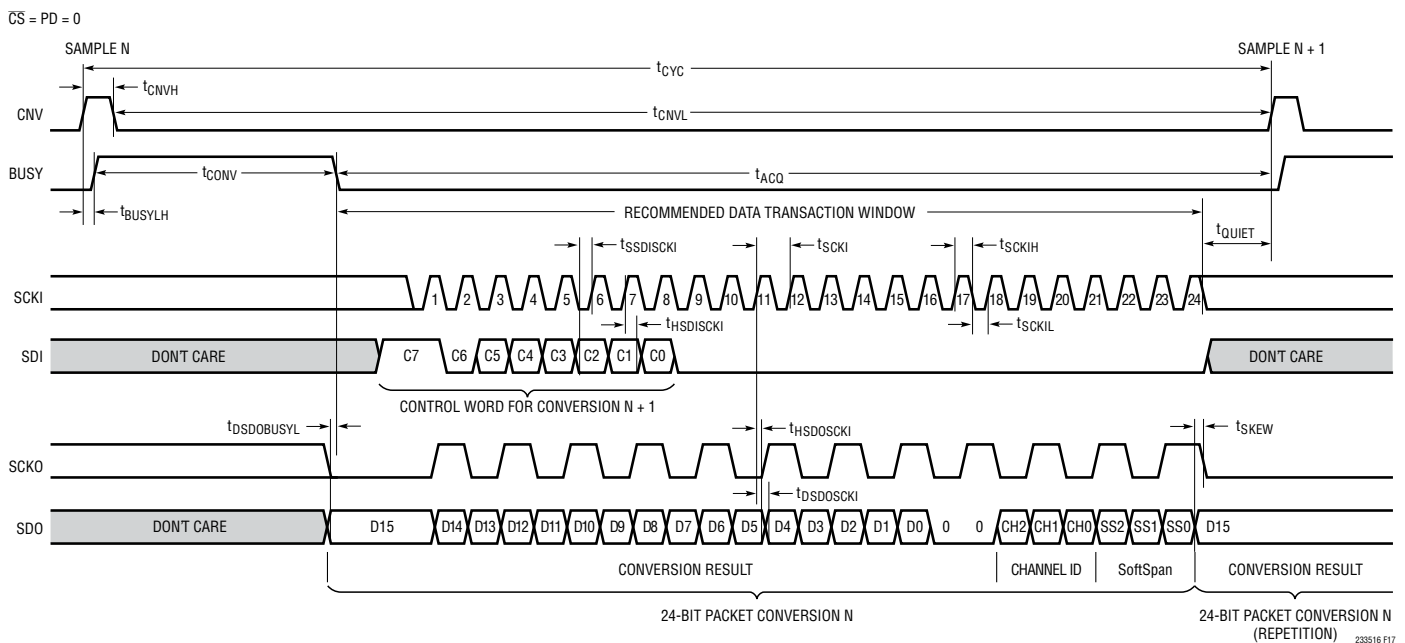 CS = PD = 0
SAMPLE N
SAMPLE N + 1
tCYC
tCNVH
CNV
tCNVL
BUSY
tCONV
tACQ
tBUSYLH
RECOMMENDED DATA TRANSACTION WINDOW
tQUIET
tSSDISCKI
tSCKI
tSCKIH
SCKI
1 2 3 4 5 6 7 8 9 10 11 12 13 14 15 16 17 18 19 20 21 22 23 24
tHSDISCKI
tSCKIL
SDI
DON'T CARE
C7 C6 C5 C4 C3 C2 C1 C0
DON'T CARE
CONTROL WORD FOR CONVERSION N + 1
tDSDOBUSYL
tHSDOSCKI
tSKEW
SCKO
tDSDOSCKI
SDO
DON'T CARE
D15 D14 D13 D12 D11 D10 D9 D8 D7 D6 D5 D4 D3 D2 D1 D0 0 0 CH2 CH1 CH0 SS2 SS1 SS0 D15
CONVERSION RESULT
CHANNEL ID
SoftSpan
CONVERSION RESULT
24-BIT PACKET CONVERSION N
24-BIT PACKET CONVERSION N
(REPETITION)
233516 F17